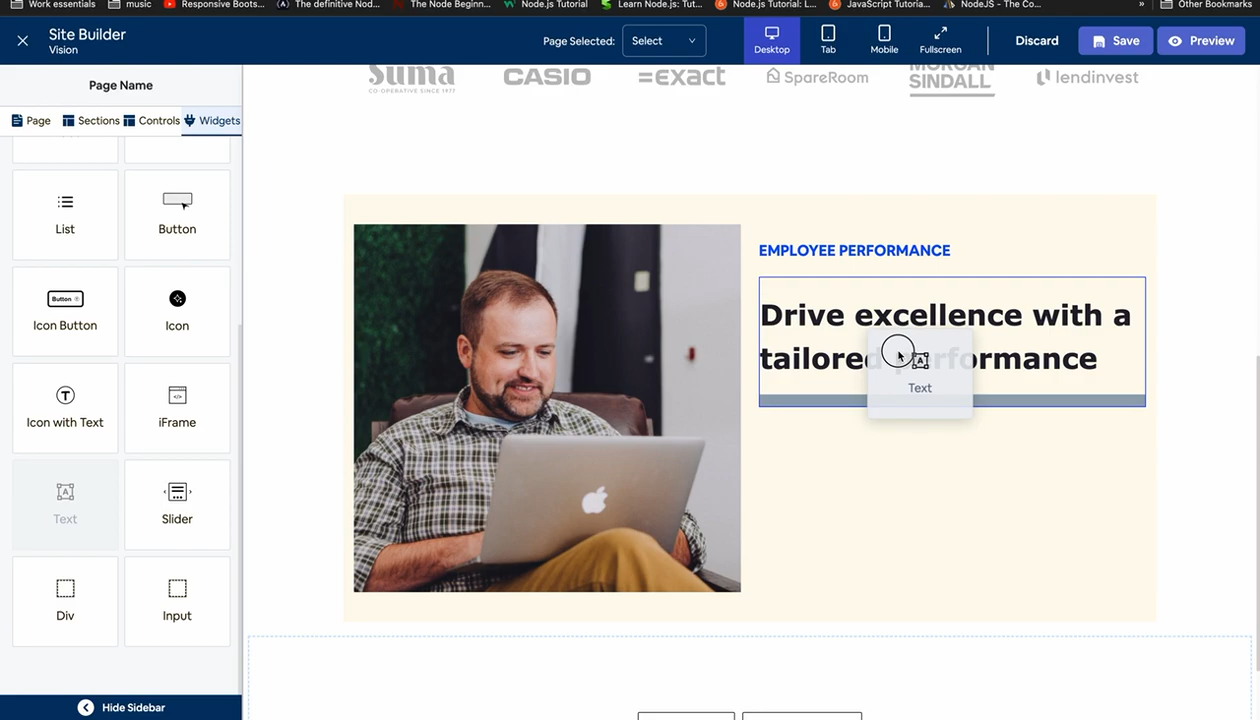 Work essentials
music
Responsive Boots...
The definitive Nod...
The Node Beginn...
Node.js Tutorial
Learn Node.js: Tut...
Node.js Tutorial: L...
JavaScript Tutoria...
NodeJS - The Co...
»
Other Bookmarks
Site Builder
Vision
Page Selected:
Select
Desktop
Tab
Mobile
Fullscreen
Discard
Save
Preview
Page Name
Page
Sections
Controls
Widgets
List
Button
Button
Icon Button
Icon
Icon with Text
iFrame
Text
Slider
Div
Input
Hide Sidebar
suma
CO-OPERATIVE SINCE 1977
CASIO
=exact
SpareRoom
MORGAN
SINDALL
lendinvest
EMPLOYEE PERFORMANCE
Drive excellence with a
tailored performance
Text